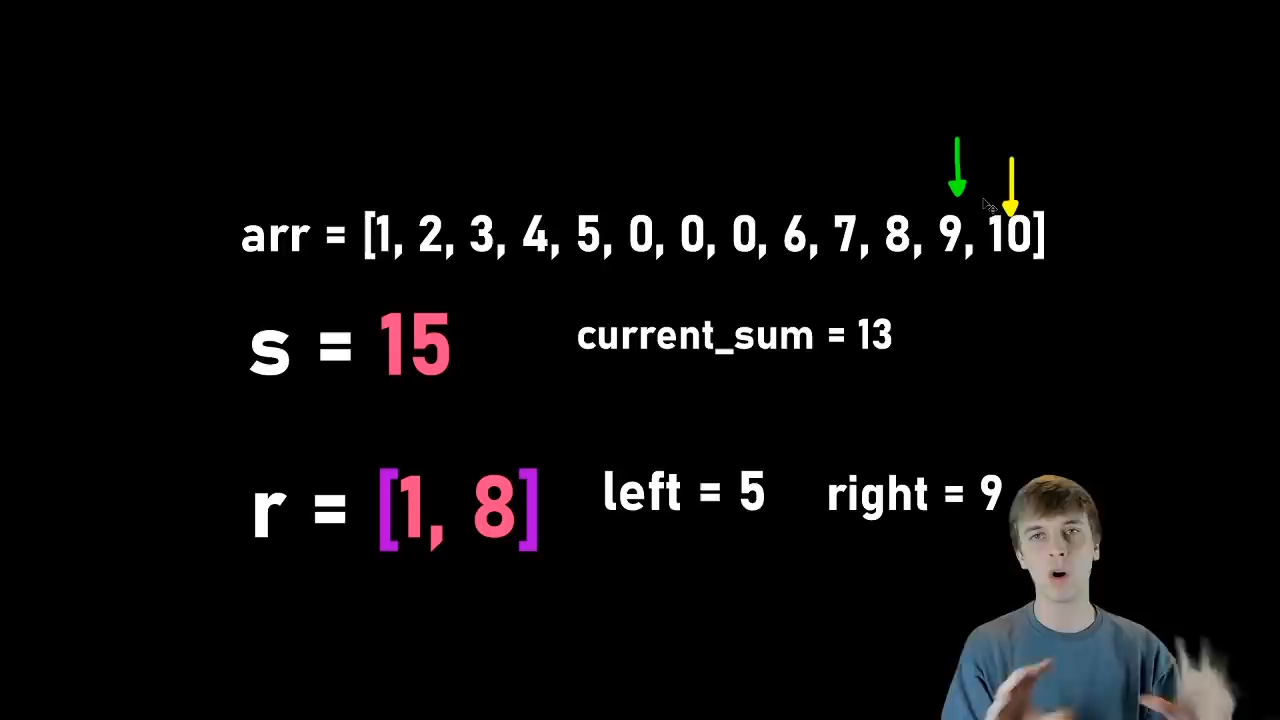 arr = [1, 2, 3, 4, 5, 0, 0, 0, 6, 7, 8, 9, 10]
s = 15 current_sum = 13
r = [1, 8] left = 5 right = 9